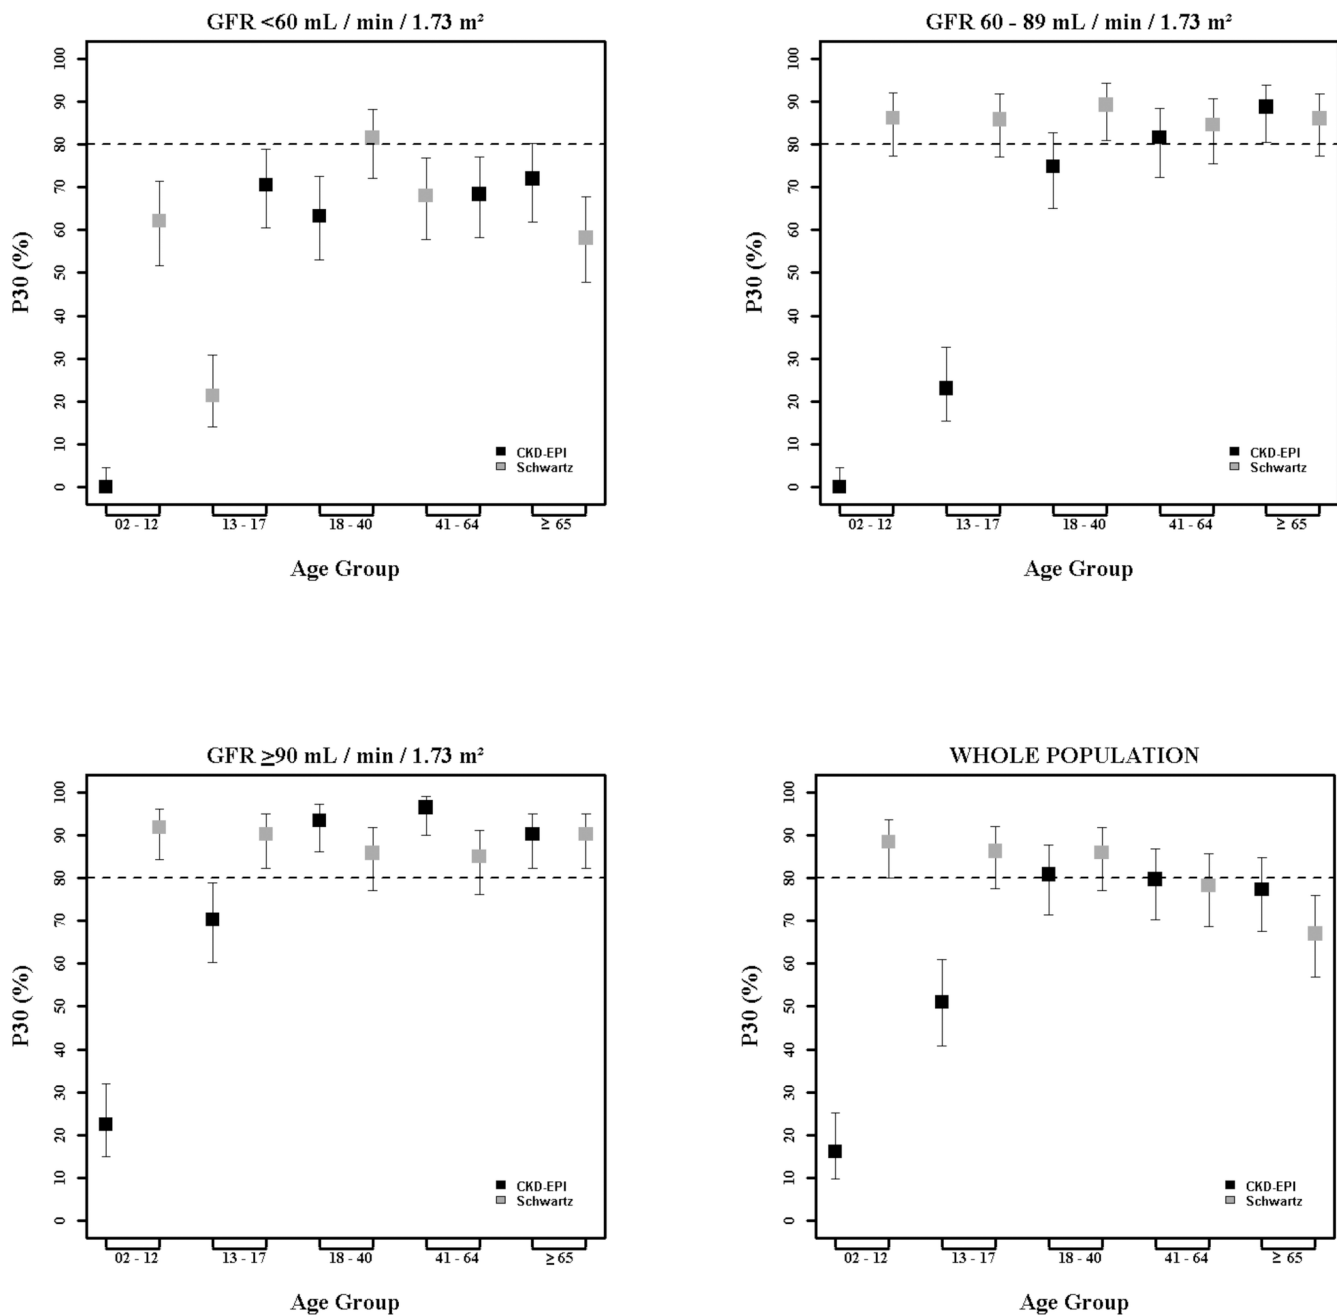 GFR <60 mL / min / 1.73 m²
P30 (%)
100
90
80
70
60
50
40
30
20
10
0
CKD-EPI
Schwartz
02 - 12
13 - 17
18 - 40
41 - 64
≥ 65
Age Group
GFR 60 - 89 mL / min / 1.73 m²
P30 (%)
100
90
80
70
60
50
40
30
20
10
0
CKD-EPI
Schwartz
02 - 12
13 - 17
18 - 40
41 - 64
≥ 65
Age Group
GFR ≥90 mL / min / 1.73 m²
P30 (%)
100
90
80
70
60
50
40
30
20
10
0
CKD-EPI
Schwartz
02 - 12
13 - 17
18 - 40
41 - 64
≥ 65
Age Group
WHOLE POPULATION
P30 (%)
100
90
80
70
60
50
40
30
20
10
0
CKD-EPI
Schwartz
02 - 12
13 - 17
18 - 40
41 - 64
≥ 65
Age Group